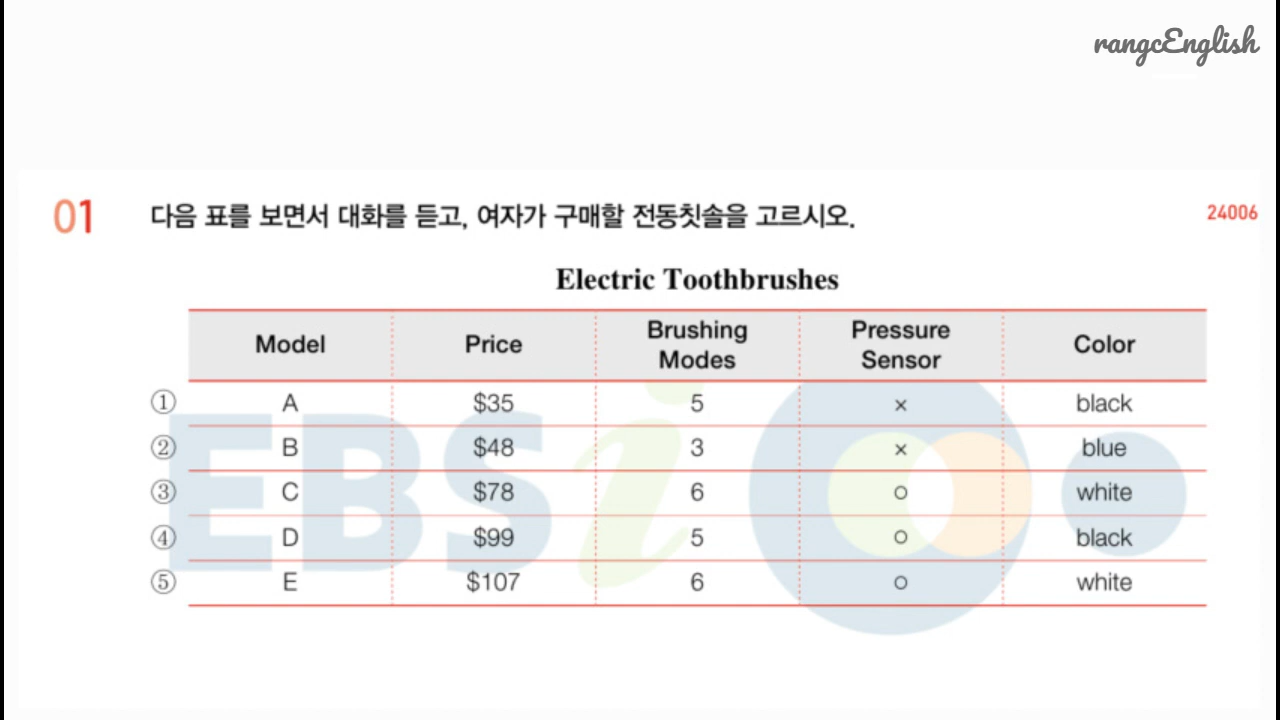 rangcEnglish
01 다음 표를 보면서 대화를 듣고, 여자가 구매할 전동칫솔을 고르시오. 24006
Electric Toothbrushes
Model Price Brushing Modes Pressure Sensor Color
① A $35 5 × black
② B $48 3 × blue
③ C $78 6 ○ white
④ D $99 5 ○ black
⑤ E $107 6 ○ white
EBSi